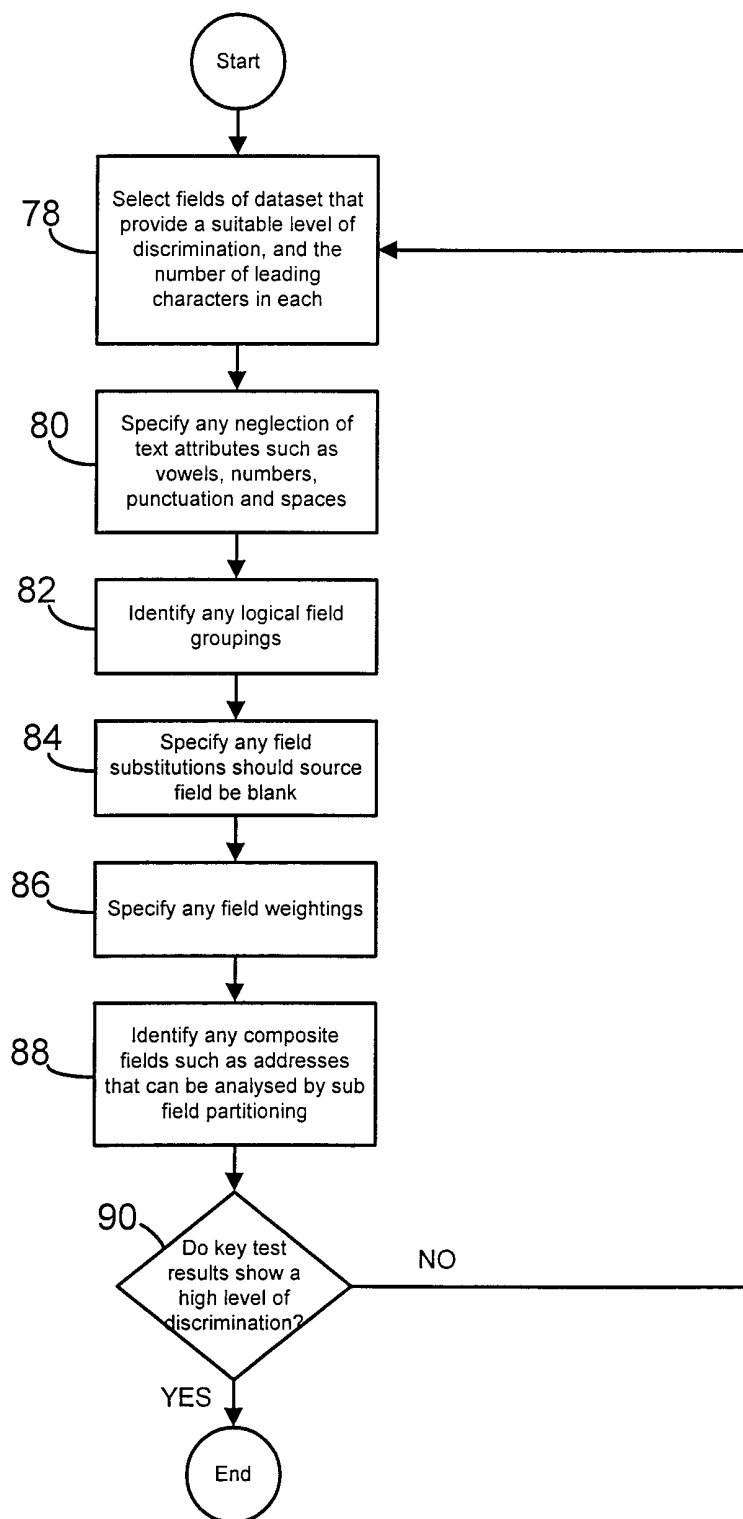 Start
78
Select fields of dataset that
provide a suitable level of
discrimination, and the
number of leading
characters in each
80
Specify any neglection of
text attributes such as
vowels, numbers,
punctuation and spaces
82
Identify any logical field
groupings
84
Specify any field
substitutions should source
field be blank
86
Specify any field weightings
88
Identify any composite
fields such as addresses
that can be analysed by sub
field partitioning
90
Do key test
results show a
high level of
discrimination?
NO
YES
End